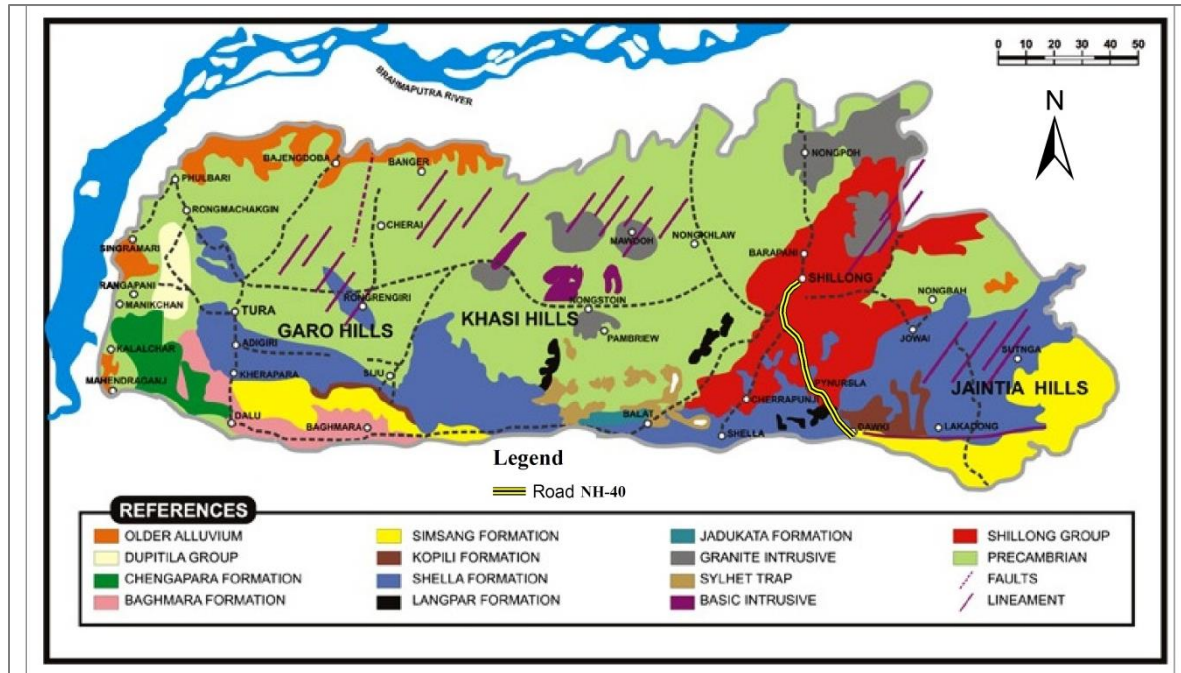 0 10 20 30 40 50
BRAHMAPUTRA RIVER
N
BAJENGDOBA
BANGER
NONGPOH
PHULBARI
RONGMACHAKGIN
CHERAI
SINGRAMARI
MAWDOH
NONGKHLAW
BARAPANI
SHILLONG
RANGAPANI
MANIKCHAN
TURA
RONGRENGIRI
NONGSTOIN
NONGBAH
GARO HILLS
KHASI HILLS
PAMBRIEW
JOWAI
KALALCHAR
ADIGIRI
SUTNGA
MAHENDRAGANJ
KHERAPARA
SIJU
PYNURSLA
JAINTIA HILLS
CHERRAPUNJI
DALU
BAGHMARA
BALAT
SHELLA
DAWKI
LAKADONG
Legend
Road NH-40
REFERENCES
OLDER ALLUVIUM
DUPITILA GROUP
CHENGAPARA FORMATION
BAGHMARA FORMATION
SIMSANG FORMATION
KOPILI FORMATION
SHELLA FORMATION
LANGPAR FORMATION
JADUKATA FORMATION
GRANITE INTRUSIVE
SYLHET TRAP
BASIC INTRUSIVE
SHILLONG GROUP
PRECAMBRIAN
FAULTS
LINEAMENT